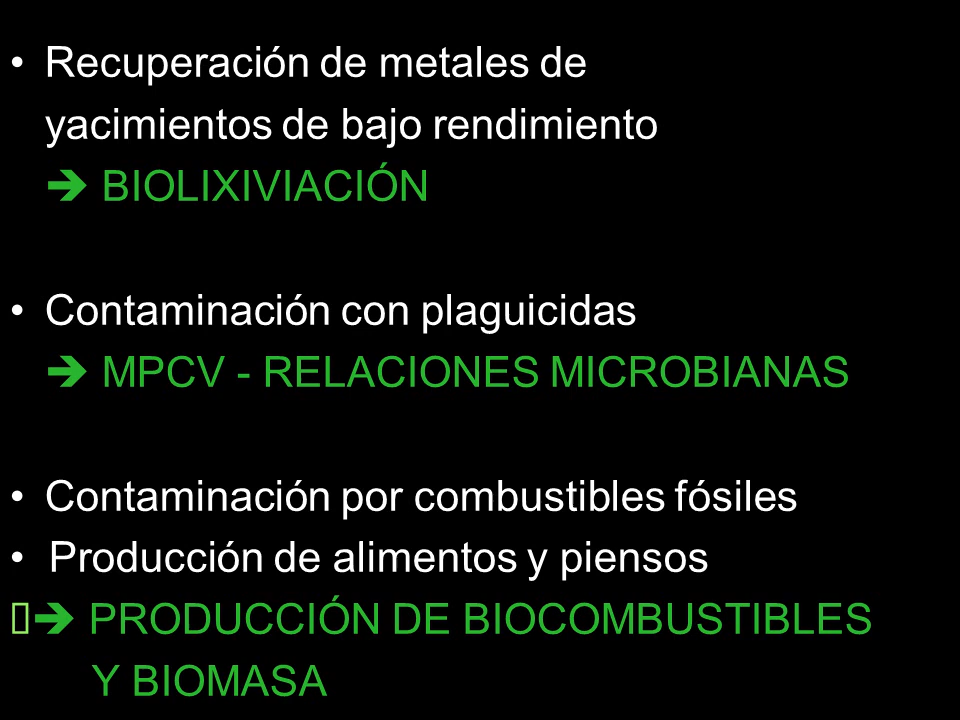 • Recuperación de metales de
yacimientos de bajo rendimiento
➔ BIOLIXIVIACIÓN
• Contaminación con plaguicidas
➔ MPCV - RELACIONES MICROBIANAS
• Contaminación por combustibles fósiles
• Producción de alimentos y piensos
➔ PRODUCCIÓN DE BIOCOMBUSTIBLES
Y BIOMASA